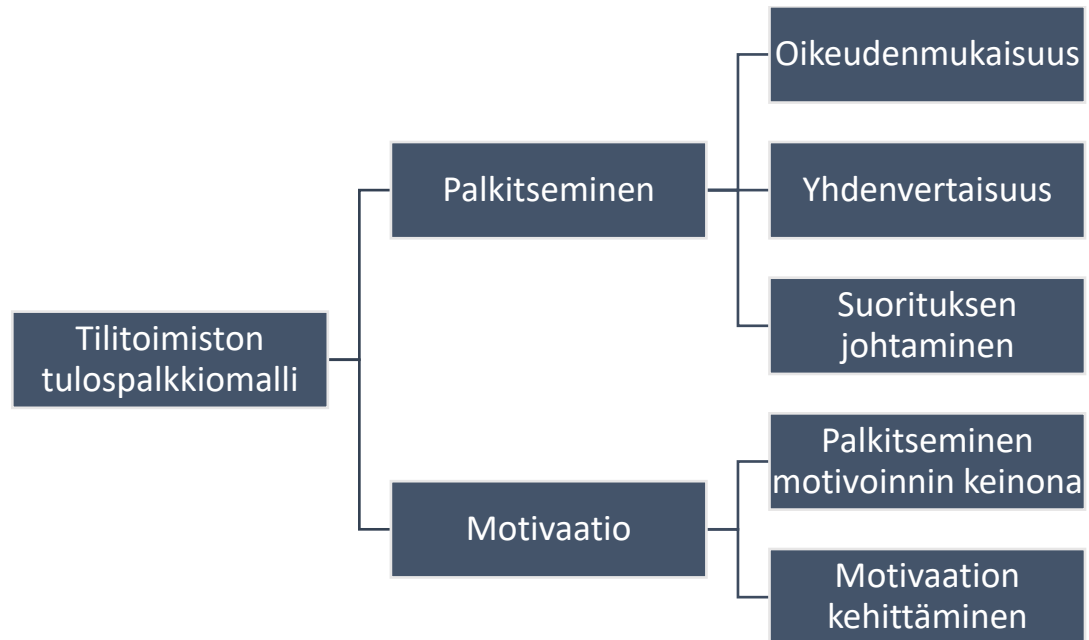 Oikeudenmukaisuus
Palkitseminen
Yhdenvertaisuus
Suorituksen
johtaminen
Tilitoimiston
tulospalkkiomalli
Palkitseminen
motivoinnin keinona
Motivaatio
Motivaation
kehittäminen